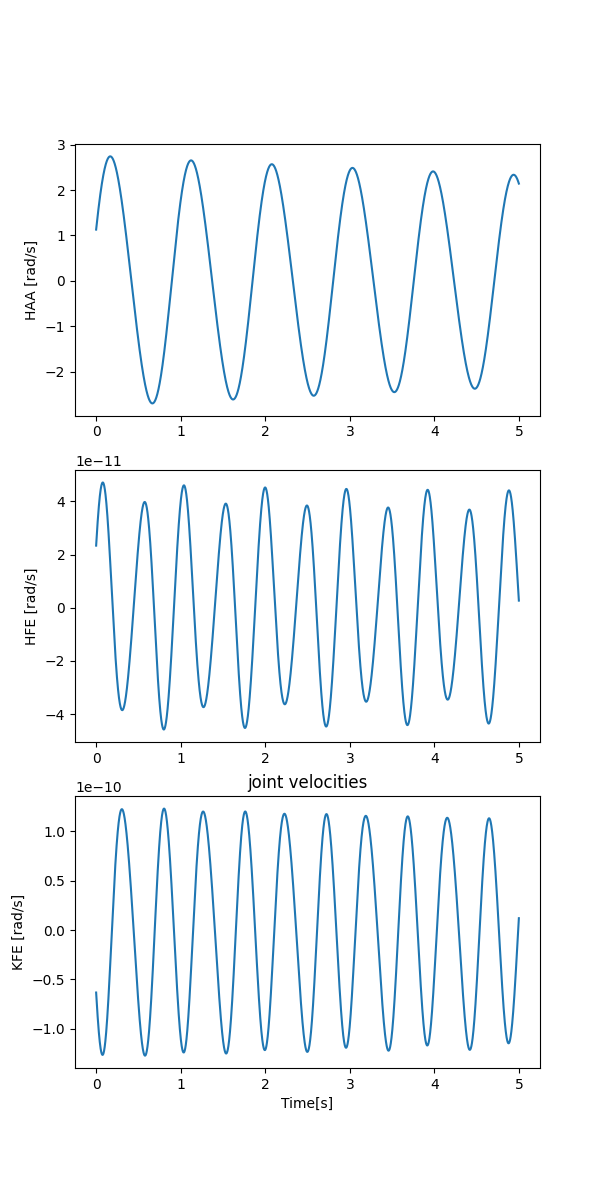 3
2
1
0
−1
−2
HAA [rad/s]
0 1 2 3 4 5
1e−11
4
2
0
−2
−4
HFE [rad/s]
0 1 2 3 4 5
joint velocities
1e−10
1.0
0.5
0.0
−0.5
−1.0
KFE [rad/s]
0 1 2 3 4 5
Time[s]